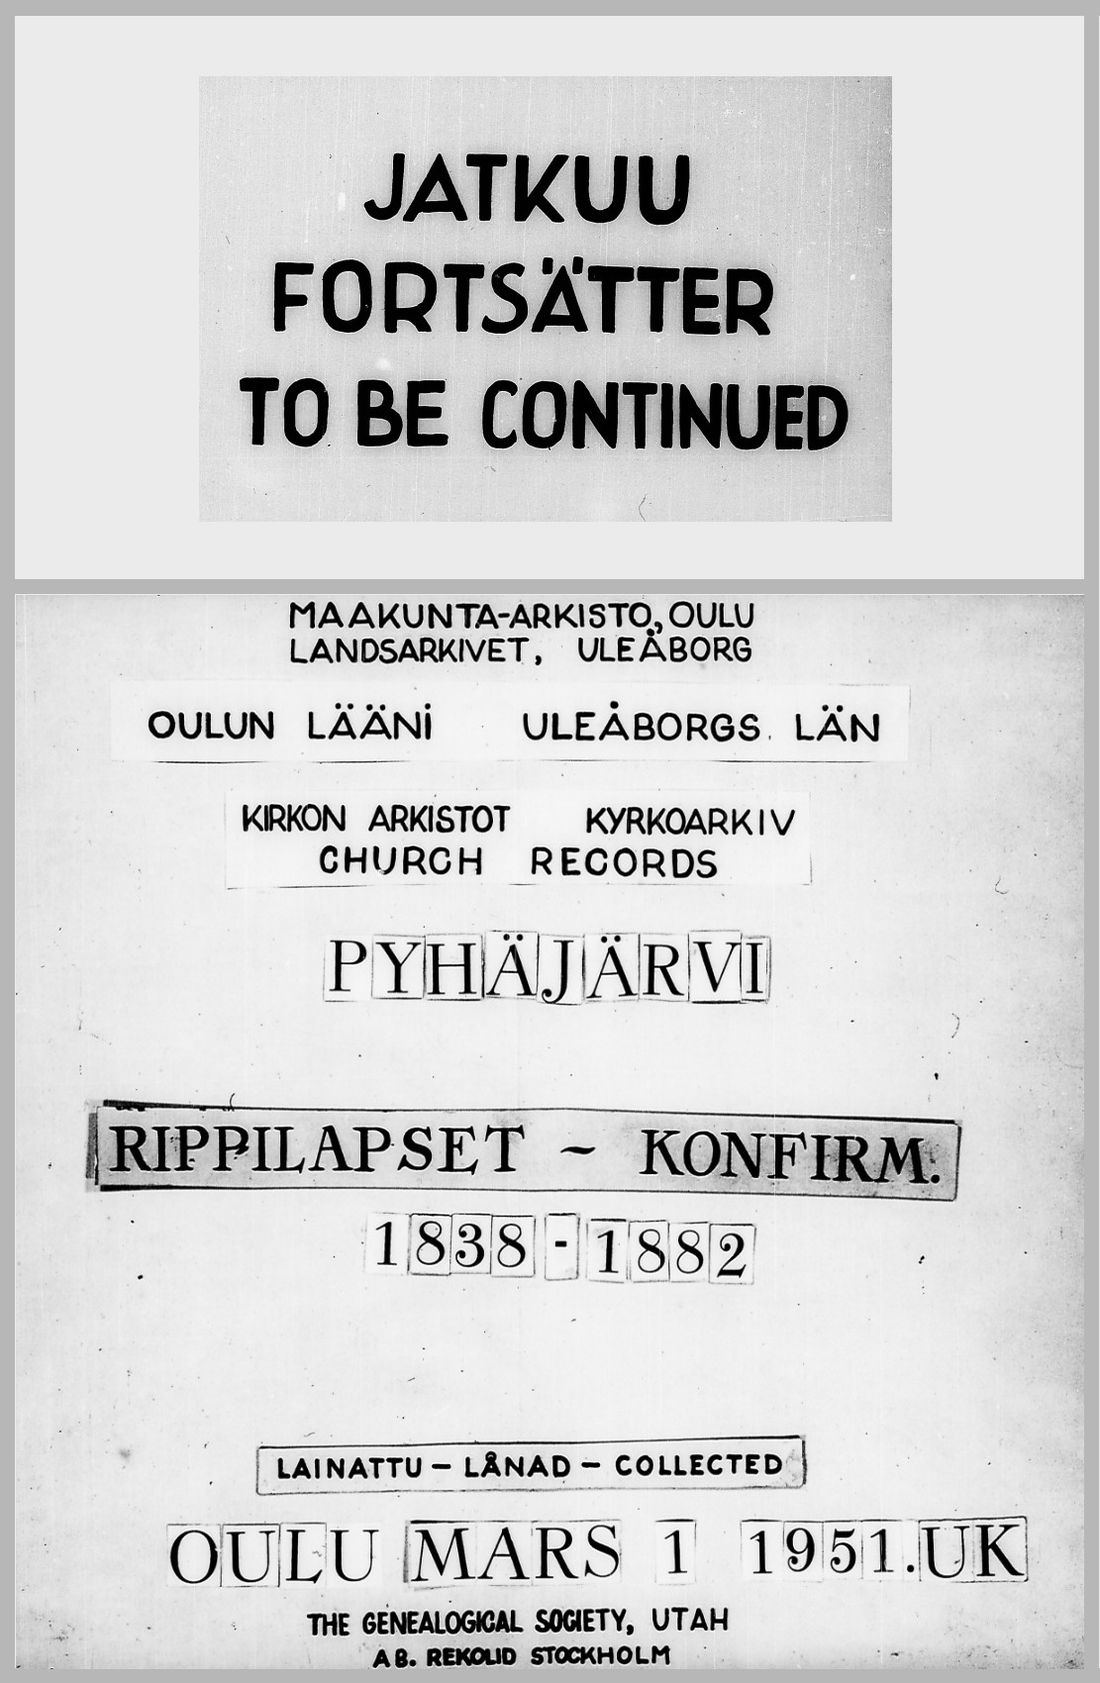 JATKUU
FORTSÄTTER
TO BE CONTINUED
MAAKUNTA-ARKISTO, OULU
LANDSARKIVET, ULEÅBORG
OULUN LÄÄNI ULEÅBORGS LÄN
KIRKON ARKISTOT KYRKOARKIV
CHURCH RECORDS
PYHÄJÄRVI
RIPPILAPSET - KONFIRM.
1838-1882
LAINATTU - LÅNAD - COLLECTED
OULU MARS 1 1951. UK
THE GENEALOGICAL SOCIETY, UTAH
AB. REKOLID STOCKHOLM